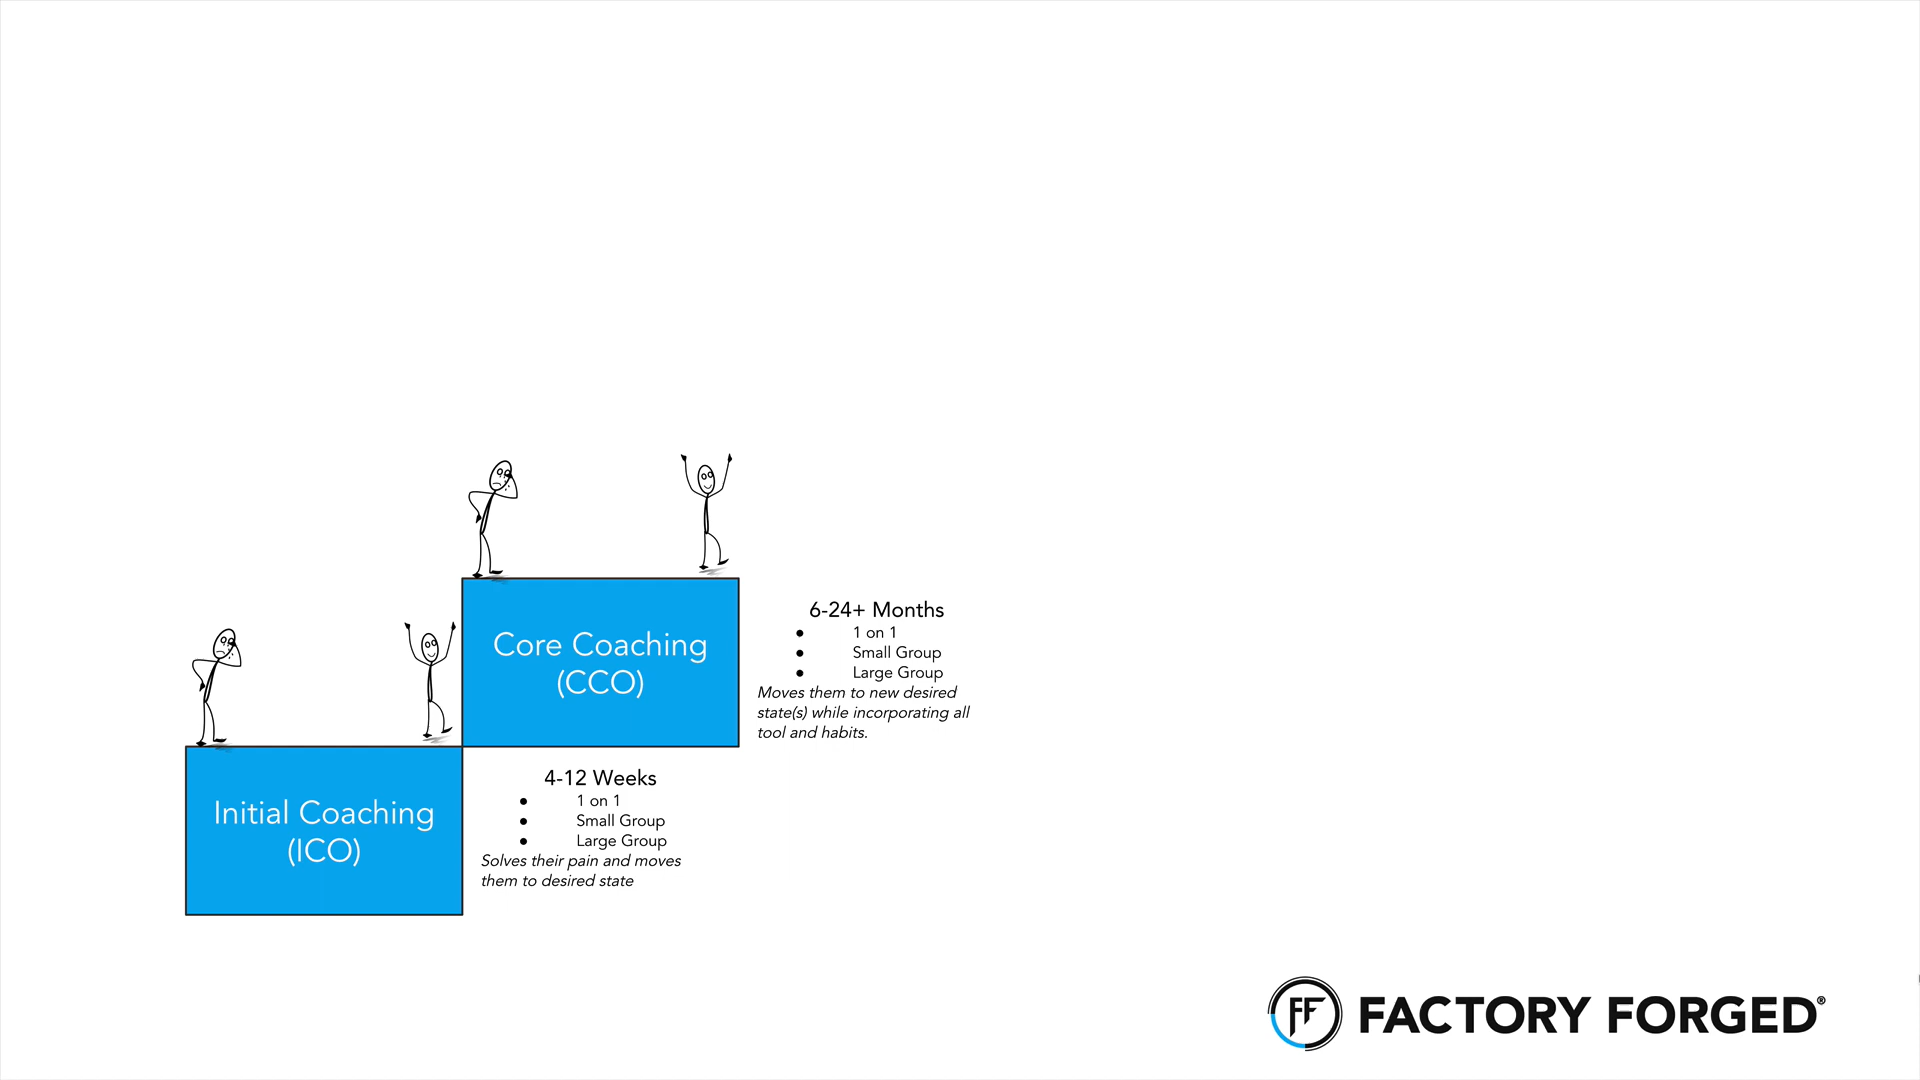 Core Coaching
(CCO)
6-24+ Months
● 1 on 1
● Small Group
● Large Group
Moves them to new desired
state(s) while incorporating all
tool and habits.
Initial Coaching
(ICO)
4-12 Weeks
● 1 on 1
● Small Group
● Large Group
Solves their pain and moves
them to desired state
FF FACTORY FORGED®